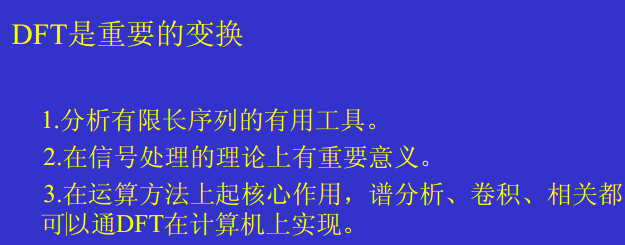 DFT是重要的变换
1.分析有限长序列的有用工具。
2.在信号处理的理论上有重要意义。
3.在运算方法上起核心作用，谱分析、卷积、相关都
可以通DFT在计算机上实现。